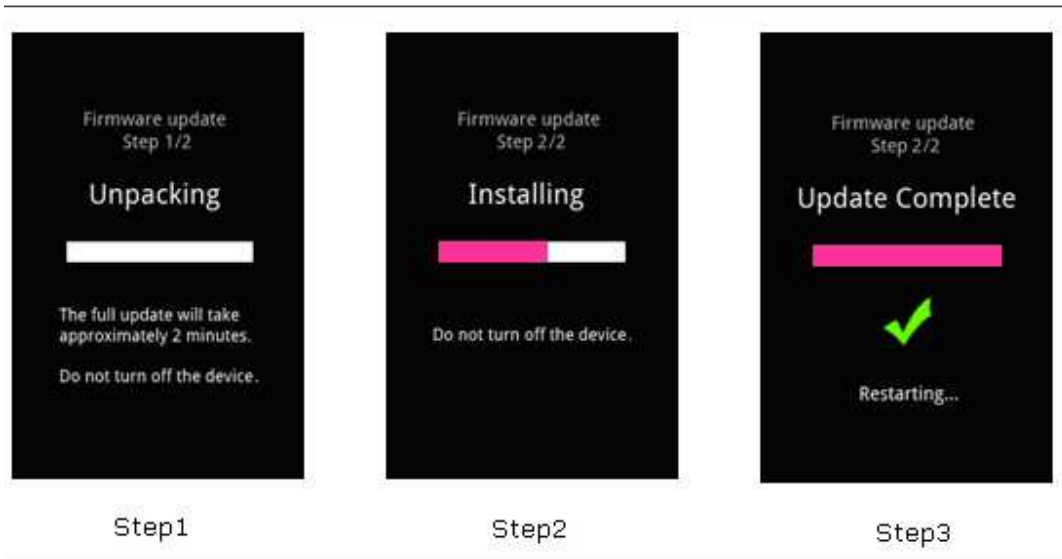 Firmware update
Step 1/2
Unpacking
The full update will take
approximately 2 minutes.
Do not turn off the device.
Step1
Firmware update
Step 2/2
Installing
Do not turn off the device.
Step2
Firmware update
Step 2/2
Update Complete
Restarting...
Step3